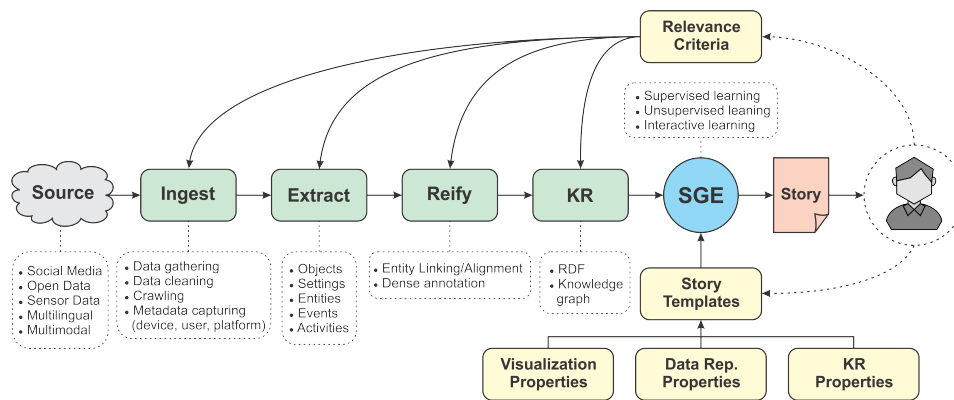 Relevance
Criteria
• Supervised learning
• Unsupervised leaning
• Interactive learning
Source
Ingest
Extract
Reify
KR
SGE
Story
• Social Media
• Open Data
• Sensor Data
• Multilingual
• Multimodal
• Data gathering
• Data cleaning
• Crawling
• Metadata capturing
(device, user, platform)
• Objects
• Settings
• Entities
• Events
• Activities
• Entity Linking/Alignment
• Dense annotation
• RDF
• Knowledge
graph
Story
Templates
Visualization
Properties
Data Rep.
Properties
KR
Properties